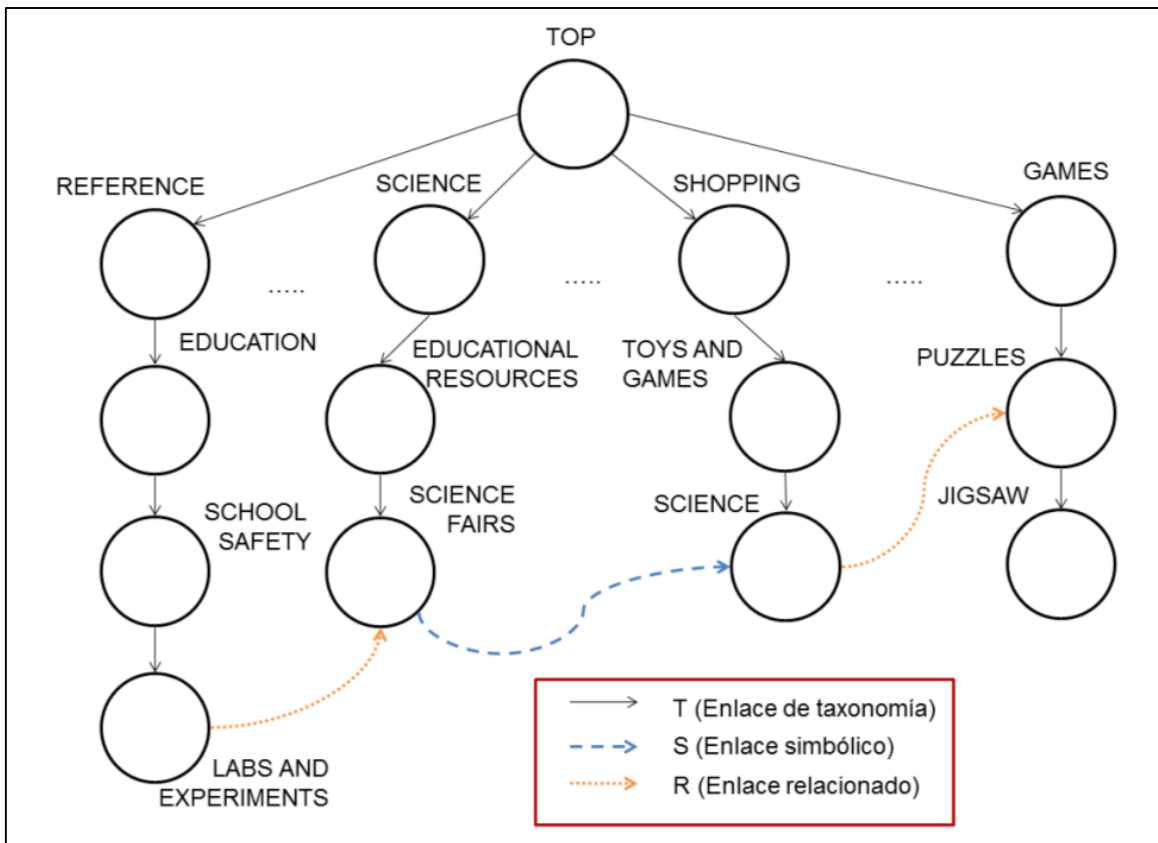 TOP
REFERENCE
SCIENCE
SHOPPING
GAMES
.....
.....
.....
EDUCATION
EDUCATIONAL
RESOURCES
TOYS AND
GAMES
PUZZLES
SCHOOL
SAFETY
SCIENCE
FAIRS
SCIENCE
JIGSAW
LABS AND
EXPERIMENTS
T (Enlace de taxonomía)
S (Enlace simbólico)
R (Enlace relacionado)